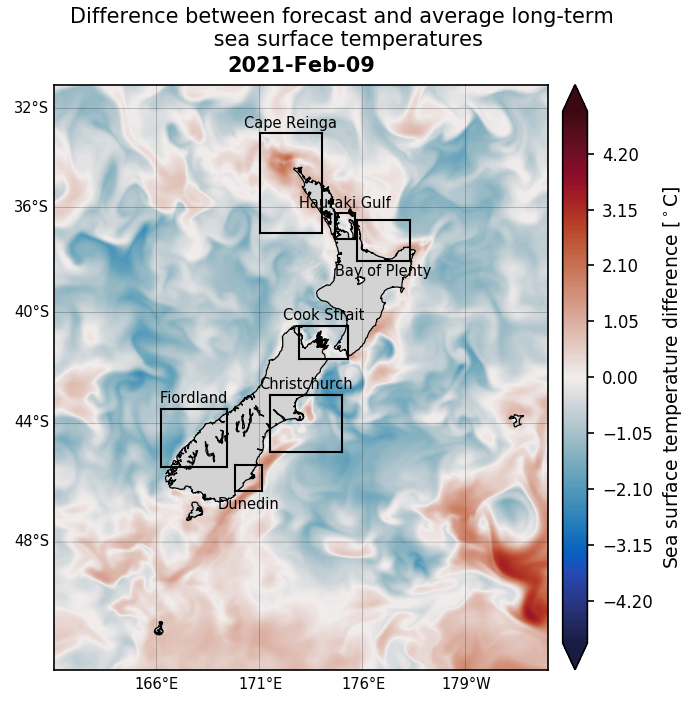 Difference between forecast and average long-term
sea surface temperatures
2021-Feb-09
32°S
36°S
40°S
44°S
48°S
Cape Reinga
Hauraki Gulf
Bay of Plenty
Cook Strait
Christchurch
Fiordland
Dunedin
166°E
171°E
176°E
179°W
4.20
3.15
2.10
1.05
0.00
−1.05
−2.10
−3.15
−4.20
Sea surface temperature difference [°C]